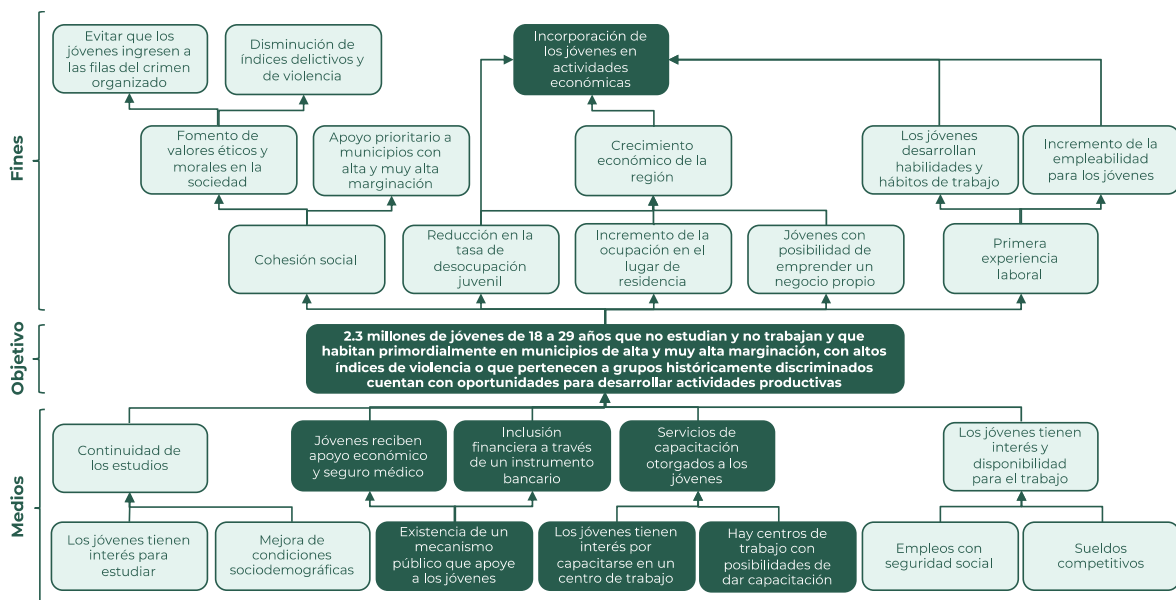 Fines
Evitar que los
jóvenes ingresen a
las filas del crimen
organizado
Disminución de
índices delictivos y
de violencia
Incorporación de
los jóvenes en
actividades
económicas
Fomento de
valores éticos y
morales en la
sociedad
Apoyo prioritario a
municipios con
alta y muy alta
marginación
Crecimiento
económico de la
región
Los jóvenes
desarrollan
habilidades y
hábitos de trabajo
Incremento de la
empleabilidad
para los jóvenes
Cohesión social
Reducción en la
tasa de
desocupación
juvenil
Incremento de la
ocupación en el
lugar de
residencia
Jóvenes con
posibilidad de
emprender un
negocio propio
Primera
experiencia
laboral
Objetivo
2.3 millones de jóvenes de 18 a 29 años que no estudian y no trabajan y que
habitan primordialmente en municipios de alta y muy alta marginación, con altos
índices de violencia o que pertenecen a grupos históricamente discriminados
cuentan con oportunidades para desarrollar actividades productivas
Medios
Continuidad de
los estudios
Jóvenes reciben
apoyo económico
y seguro médico
Inclusión
financiera a través
de un instrumento
bancario
Servicios de
capacitación
otorgados a los
jóvenes
Los jóvenes tienen
interés y
disponibilidad
para el trabajo
Los jóvenes tienen
interés para
estudiar
Mejora de
condiciones
sociodemográficas
Existencia de un
mecanismo
público que apoye
a los jóvenes
Los jóvenes tienen
interés por
capacitarse en un
centro de trabajo
Hay centros de
trabajo con
posibilidades de
dar capacitación
Empleos con
seguridad social
Sueldos
competitivos